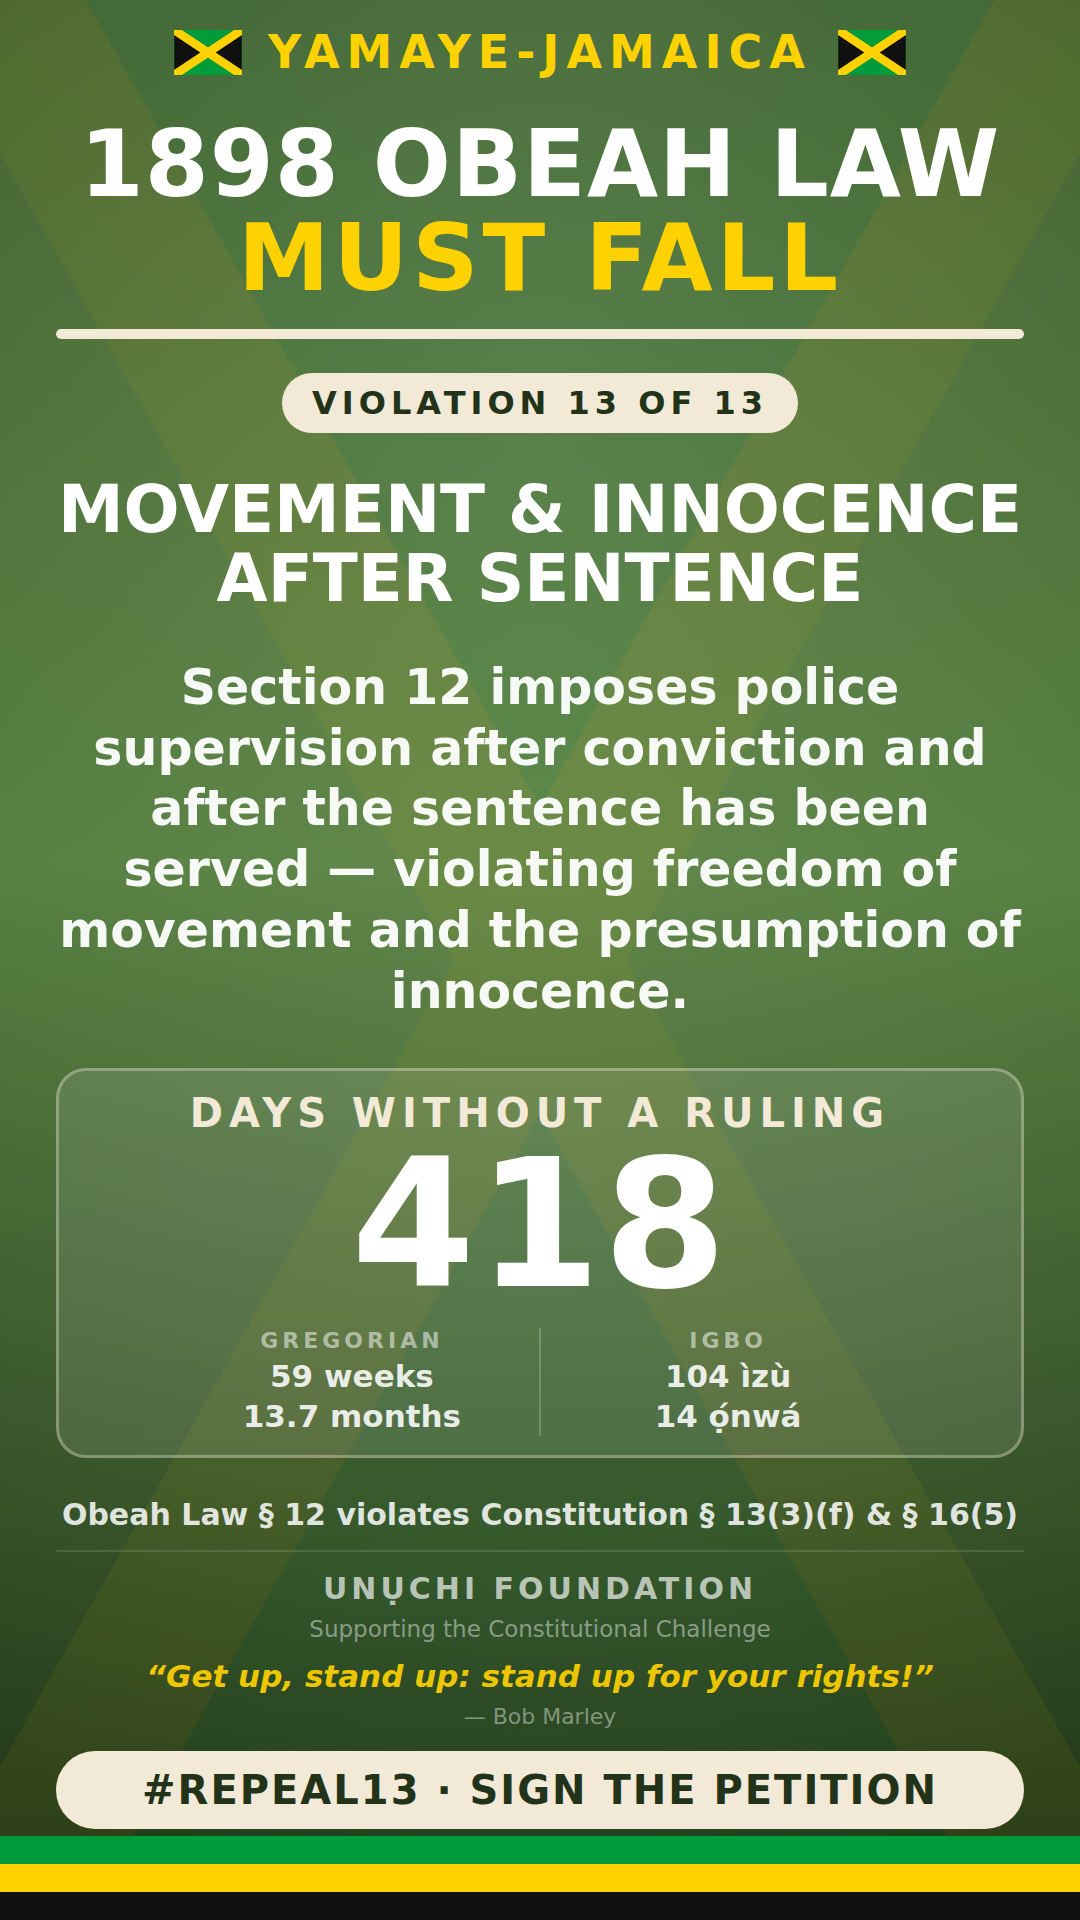 YAMAYE-JAMAICA
1898 OBEAH LAW
MUST FALL
VIOLATION 13 OF 13
MOVEMENT & INNOCENCE
AFTER SENTENCE
Section 12 imposes police
supervision after conviction and
after the sentence has been
served — violating freedom of
movement and the presumption of
innocence.
DAYS WITHOUT A RULING
418
GREGORIAN
59 weeks
13.7 months
IGBO
104 ìzù
14 ọ́nwá
Obeah Law § 12 violates Constitution § 13(3)(f) & § 16(5)
UNỤCHI FOUNDATION
Supporting the Constitutional Challenge
“Get up, stand up: stand up for your rights!”
— Bob Marley
#REPEAL13 · SIGN THE PETITION